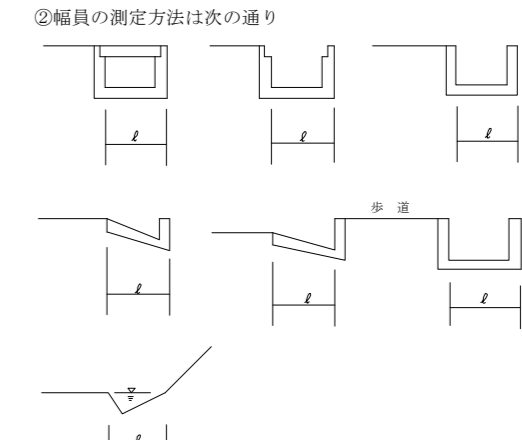 ②幅員の測定方法は次の通り
ℓ ℓ ℓ
歩 道
ℓ ℓ ℓ
ℓ